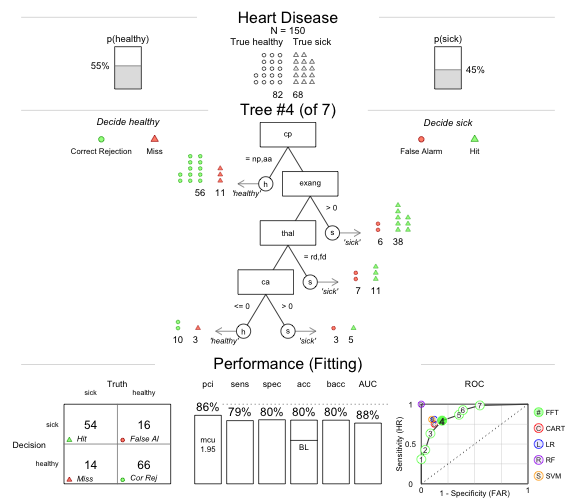 Heart Disease
N = 150
p(healthy)
True healthy True sick
p(sick)
55%
45%
82 68
Tree #4 (of 7)
Decide healthy
Decide sick
Correct Rejection Miss
False Alarm Hit
cp
= np,aa
h
'healthy'
56 11
exang
> 0
s
'sick'
6 38
thal
= rd,fd
s
'sick'
7 11
ca
<= 0 > 0
h
'healthy'
10 3
s
'sick'
3 5
Performance (Fitting)
Truth
sick healthy
Decision
sick
54 16
Hit False Al
healthy
14 66
Miss Cor Rej
pci sens spec acc bacc AUC
86% 79% 80% 80% 80% 88%
mcu
1.95
BL
ROC
Sensitivity (HR)
1
0
0 1
1 - Specificity (FAR)
1
2
3
4
5
6
7
# FFT
C CART
L LR
R RF
S SVM